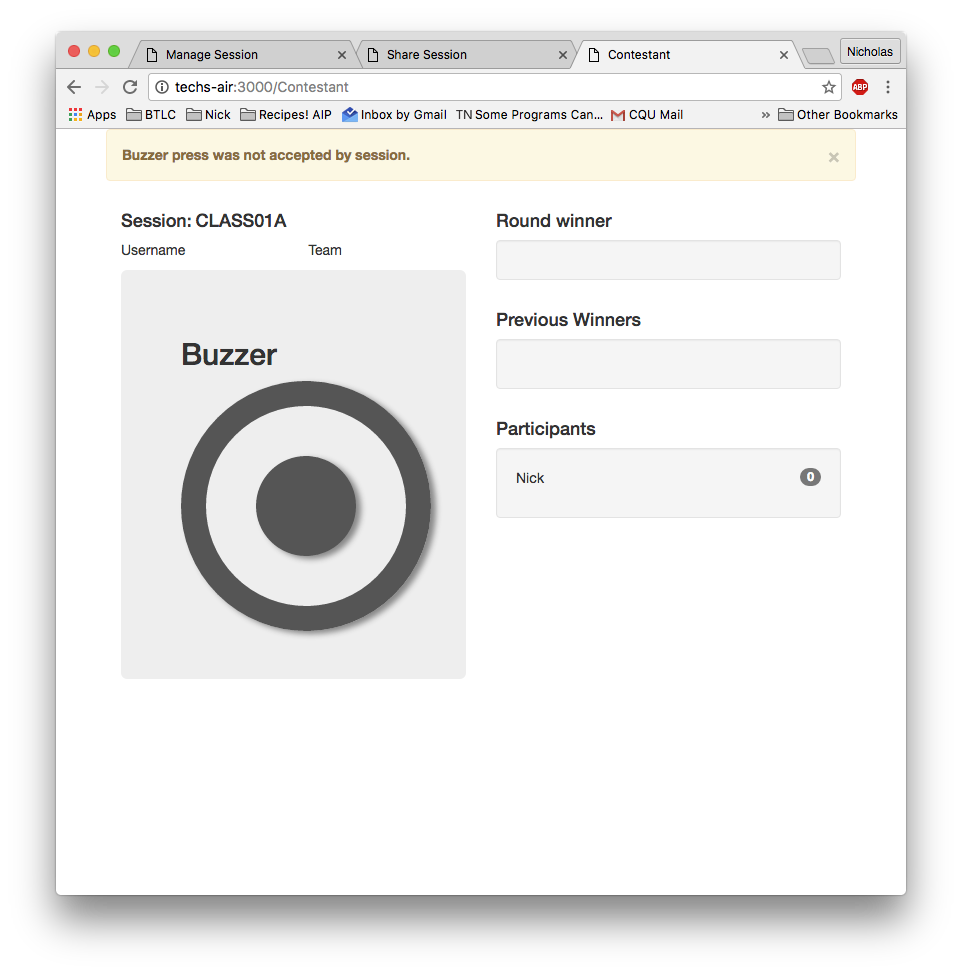 Manage Session
Share Session
Contestant
Nicholas
techs-air:3000/Contestant
ABP
Apps BTLC Nick Recipes! AIP Inbox by Gmail TN Some Programs Can... CQU Mail » Other Bookmarks
Buzzer press was not accepted by session. ×
Session: CLASS01A
Username Team
Buzzer
Round winner
Previous Winners
Participants
Nick 0